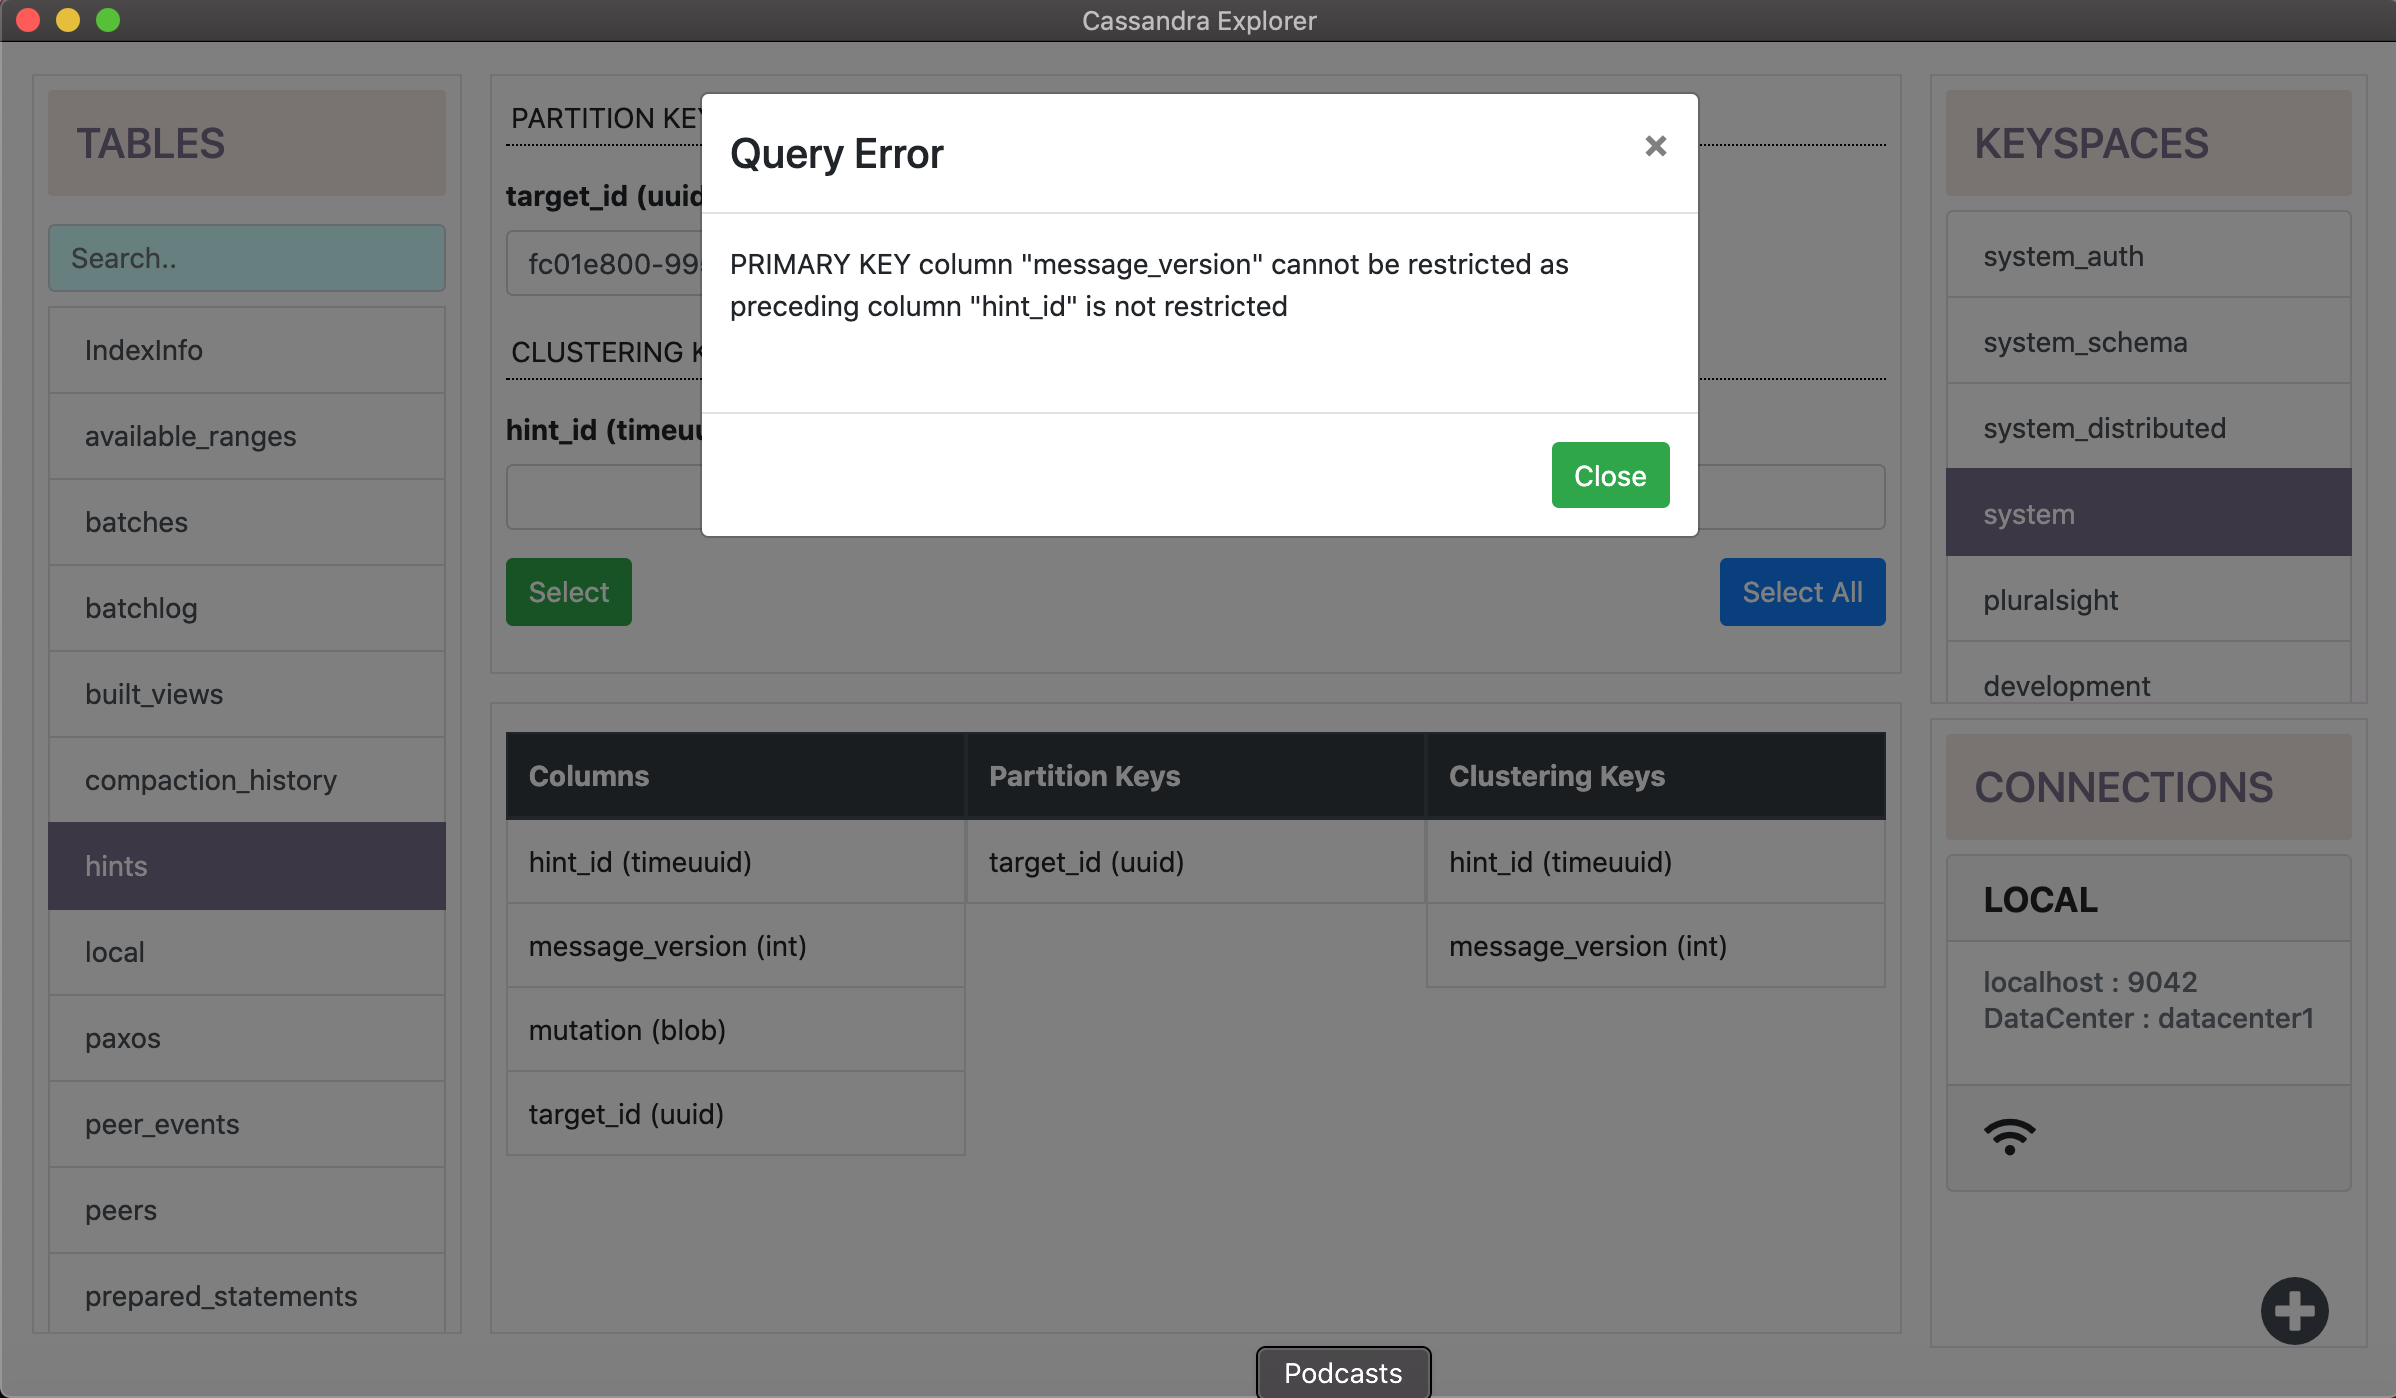 Cassandra Explorer
TABLES
Search..
IndexInfo
available_ranges
batches
batchlog
built_views
compaction_history
hints
local
paxos
peer_events
peers
prepared_statements
PARTITION KEY
target_id (uuid
fc01e800-99
CLUSTERING K
hint_id (timeuu
Select
Select All
Query Error
×
PRIMARY KEY column "message_version" cannot be restricted as
preceding column "hint_id" is not restricted
Close
Columns Partition Keys Clustering Keys
hint_id (timeuuid) target_id (uuid) hint_id (timeuuid)
message_version (int) message_version (int)
mutation (blob)
target_id (uuid)
KEYSPACES
system_auth
system_schema
system_distributed
system
pluralsight
development
CONNECTIONS
LOCAL
localhost : 9042
DataCenter : datacenter1
Podcasts